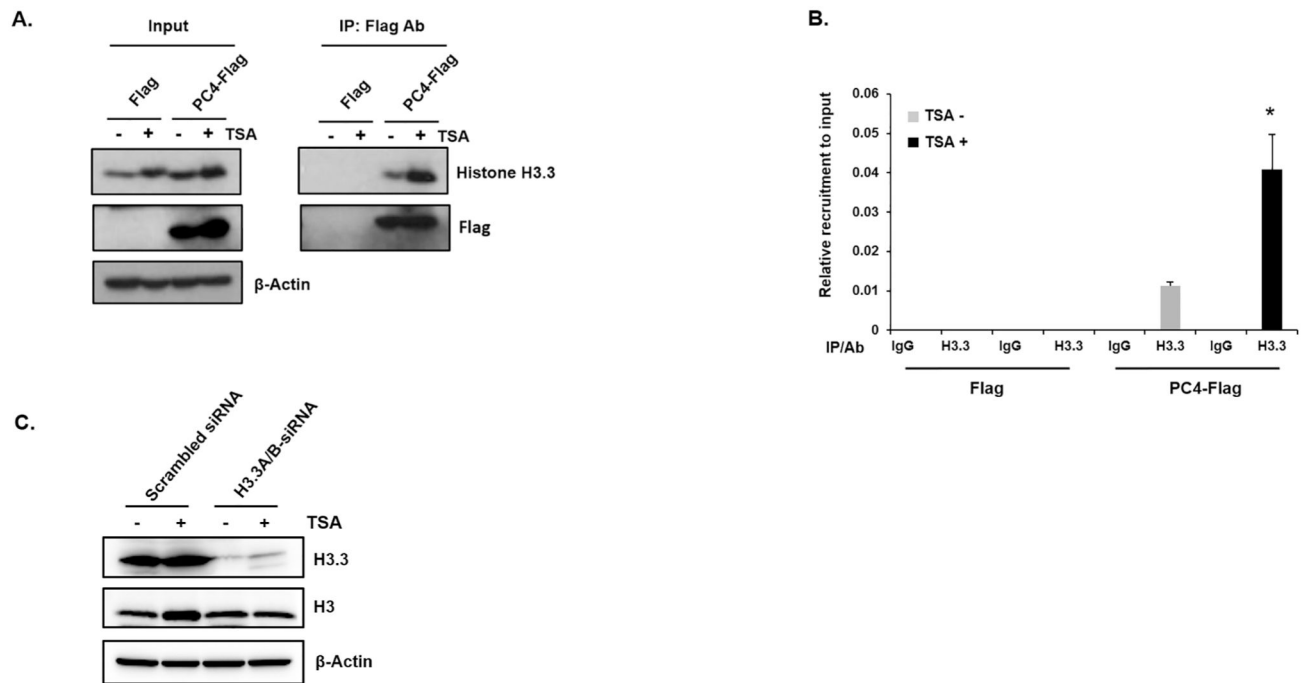 A.
Input
IP: Flag Ab
Flag
PC4-Flag
Flag
PC4-Flag
- + - + TSA
- + - + TSA
Histone H3.3
Flag
β-Actin
B.
0.06
0.05
0.04
0.03
0.02
0.01
0
Relative recruitment to input
TSA -
TSA +
*
IP/Ab IgG H3.3 IgG H3.3 IgG H3.3 IgG H3.3
Flag
PC4-Flag
C.
Scrambled siRNA
H3.3A/B-siRNA
- + - + TSA
H3.3
H3
β-Actin